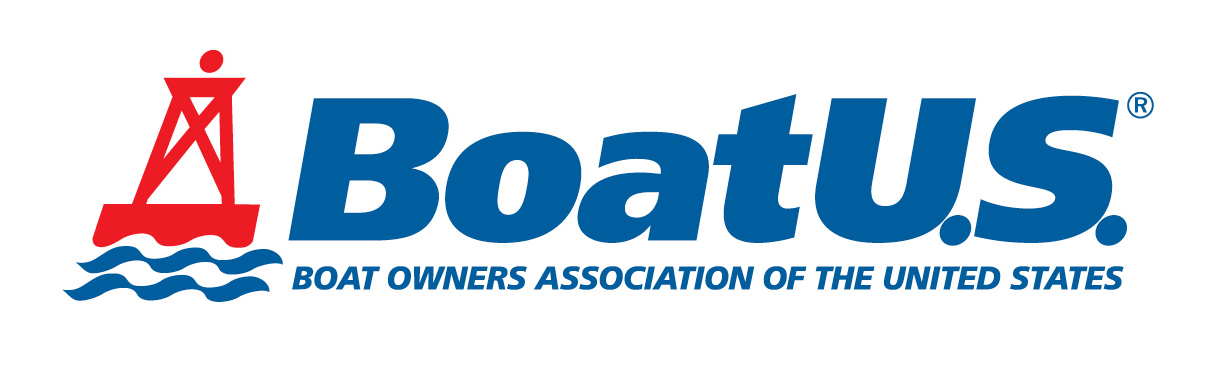 BoatU.S.®
BOAT OWNERS ASSOCIATION OF THE UNITED STATES